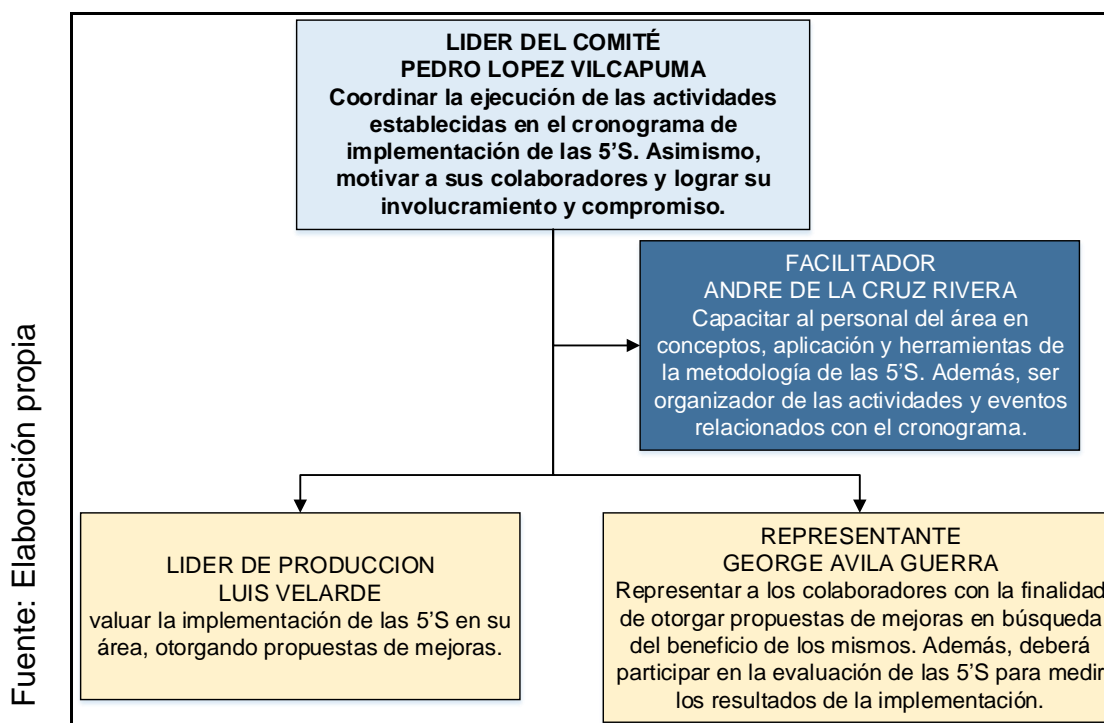 LIDER DEL COMITÉ
PEDRO LOPEZ VILCAPUMA
Coordinar la ejecución de las actividades
establecidas en el cronograma de
implementación de las 5’S. Asimismo,
motivar a sus colaboradores y lograr su
involucramiento y compromiso.
FACILITADOR
ANDRE DE LA CRUZ RIVERA
Capacitar al personal del área en
conceptos, aplicación y herramientas de
la metodología de las 5’S. Además, ser
organizador de las actividades y eventos
relacionados con el cronograma.
LIDER DE PRODUCCION
LUIS VELARDE
valuar la implementación de las 5’S en su
área, otorgando propuestas de mejoras.
REPRESENTANTE
GEORGE AVILA GUERRA
Representar a los colaboradores con la finalidad
de otorgar propuestas de mejoras en búsqueda
del beneficio de los mismos. Además, deberá
participar en la evaluación de las 5’S para medir
los resultados de la implementación.
Fuente: Elaboración propia